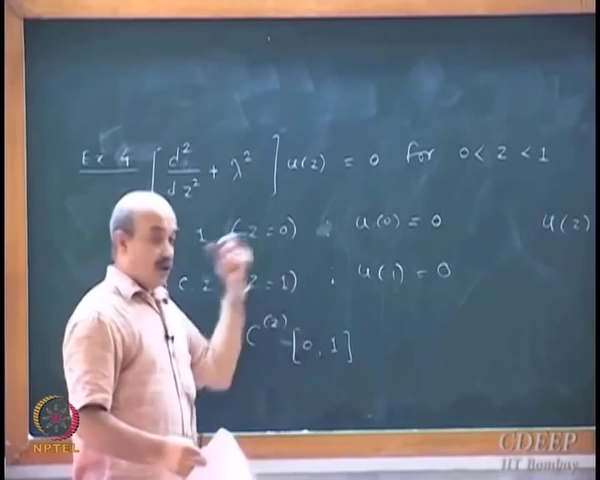 Ex 4 [ d²/dz² + λ² ] u(z) = 0 for 0 < z < 1
1 (z = 0) ; u(0) = 0 u(z)
C 2 z = 1) ; u(1) = 0
C⁽²⁾ [0, 1]
NPTEL
CDEEP
IIT Bombay